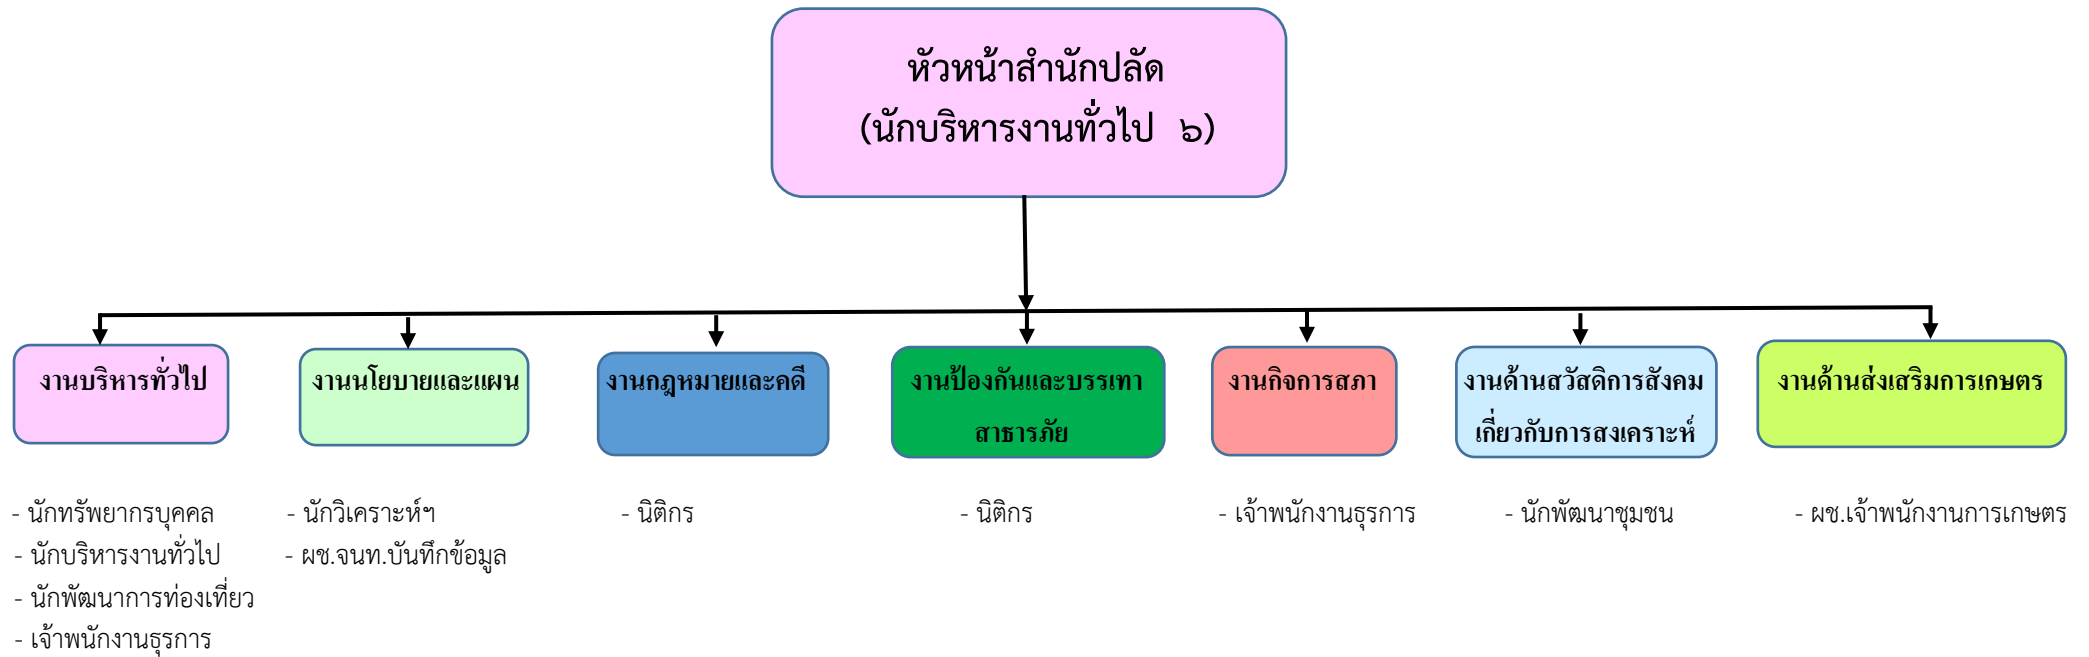 หัวหน้าสำนักปลัด
(นักบริหารงานทั่วไป ๖)
งานบริหารทั่วไป
งานนโยบายและแผน
งานกฎหมายและคดี
งานป้องกันและบรรเทา
สาธารภัย
งานกิจการสภา
งานด้านสวัสดิการสังคม
เกี่ยวกับการสงเคราะห์
งานด้านส่งเสริมการเกษตร
- นักทรัพยากรบุคคล
- นักบริหารงานทั่วไป
- นักพัฒนาการท่องเที่ยว
- เจ้าพนักงานธุรการ
- นักวิเคราะห์ฯ
- ผช.จนท.บันทึกข้อมูล
- นิติกร
- นิติกร
- เจ้าพนักงานธุรการ
- นักพัฒนาชุมชน
- ผช.เจ้าพนักงานการเกษตร